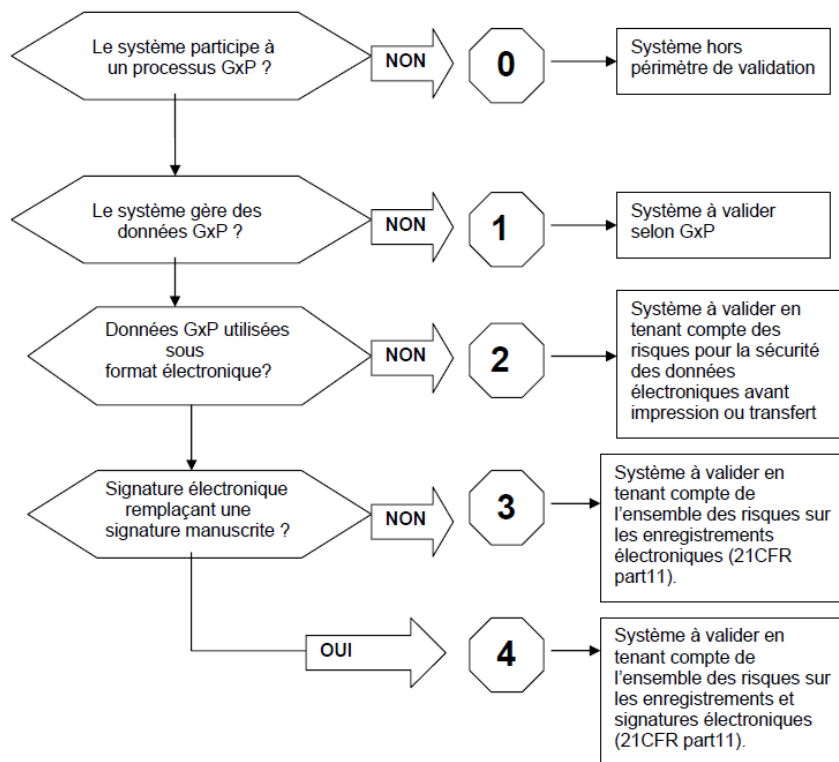 Le système participe à
un processus GxP ?
NON
0
Système hors
périmètre de validation
Le système gère des
données GxP ?
NON
1
Système à valider
selon GxP
Données GxP utilisées
sous
format électronique?
NON
2
Système à valider en
tenant compte des
risques pour la sécurité
des données
électroniques avant
impression ou transfert
Signature électronique
remplaçant une
signature manuscrite ?
NON
3
Système à valider en
tenant compte de
l'ensemble des risques sur
les enregistrements
électroniques (21CFR
part11).
OUI
4
Système à valider en
tenant compte de
l'ensemble des risques sur
les enregistrements et
signatures électroniques
(21CFR part11).